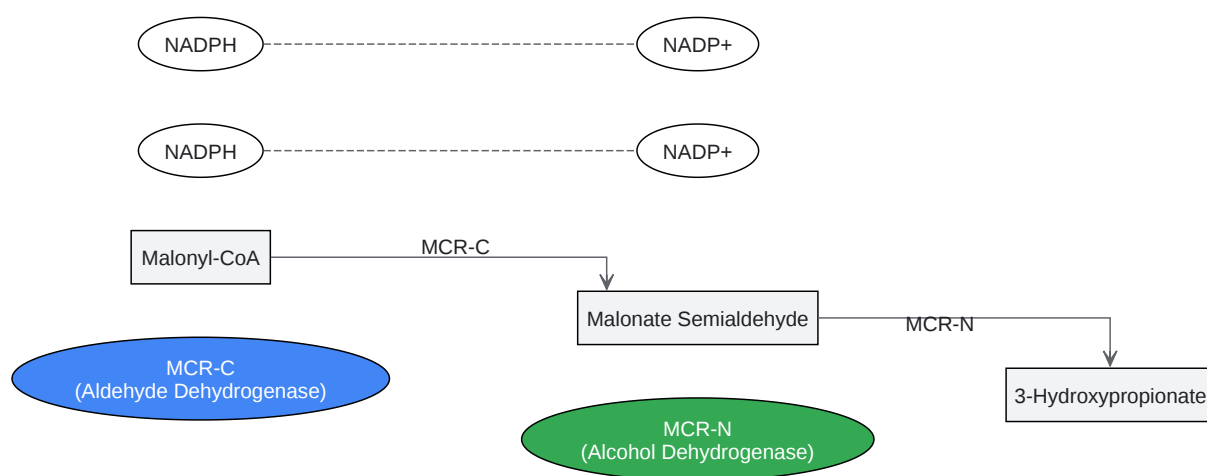 NADPH
NADP+
NADPH
NADP+
Malonyl-CoA
MCR-C
Malonate Semialdehyde
MCR-N
MCR-C
(Aldehyde Dehydrogenase)
3-Hydroxypropionate
MCR-N
(Alcohol Dehydrogenase)